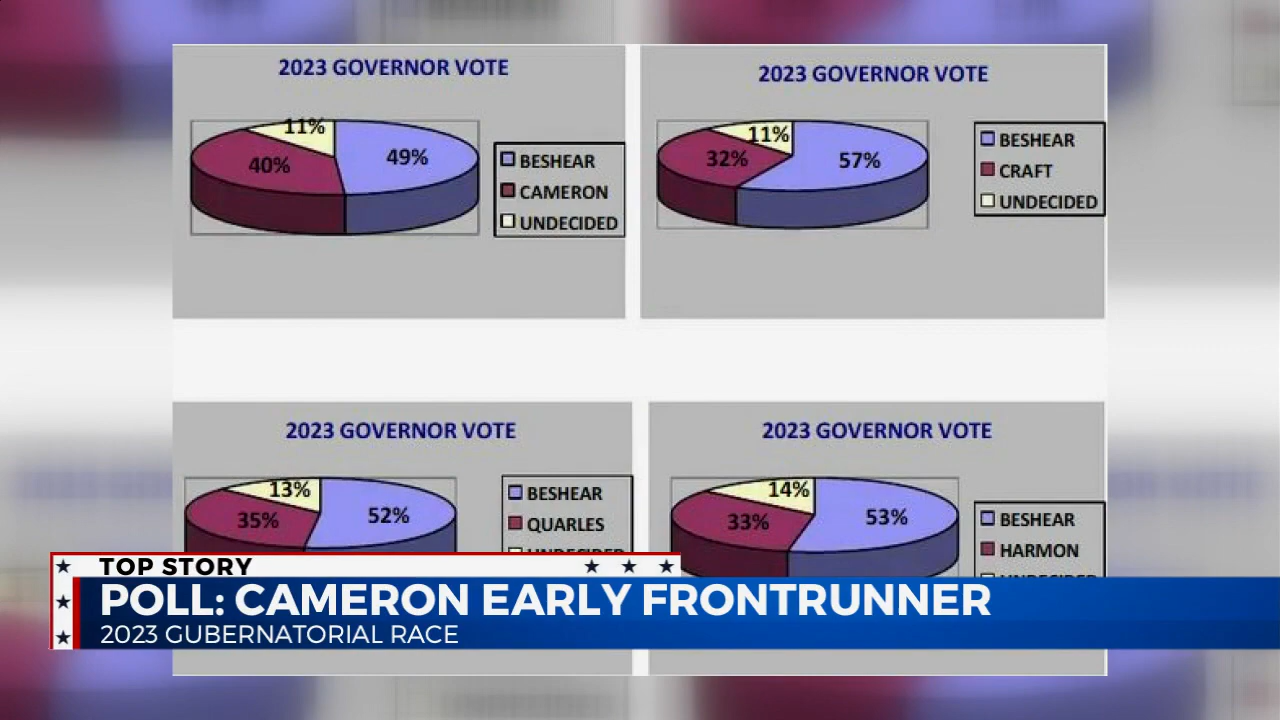 2023 GOVERNOR VOTE
11%
40%
49%
BESHEAR
CAMERON
UNDECIDED
2023 GOVERNOR VOTE
11%
32%
57%
BESHEAR
CRAFT
UNDECIDED
2023 GOVERNOR VOTE
13%
35%
52%
BESHEAR
QUARLES
UNDECIDED
2023 GOVERNOR VOTE
14%
33%
53%
BESHEAR
HARMON
TOP STORY
POLL: CAMERON EARLY FRONTRUNNER
2023 GUBERNATORIAL RACE